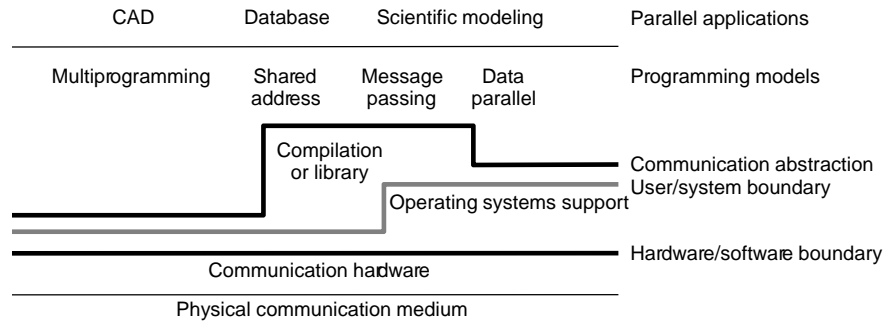 CAD Database Scientific modeling Parallel applications
Multiprogramming Shared address Message passing Data parallel Programming models
Compilation or library
Communication abstraction
User/system boundary
Operating systems support
Hardware/software boundary
Communication hardware
Physical communication medium